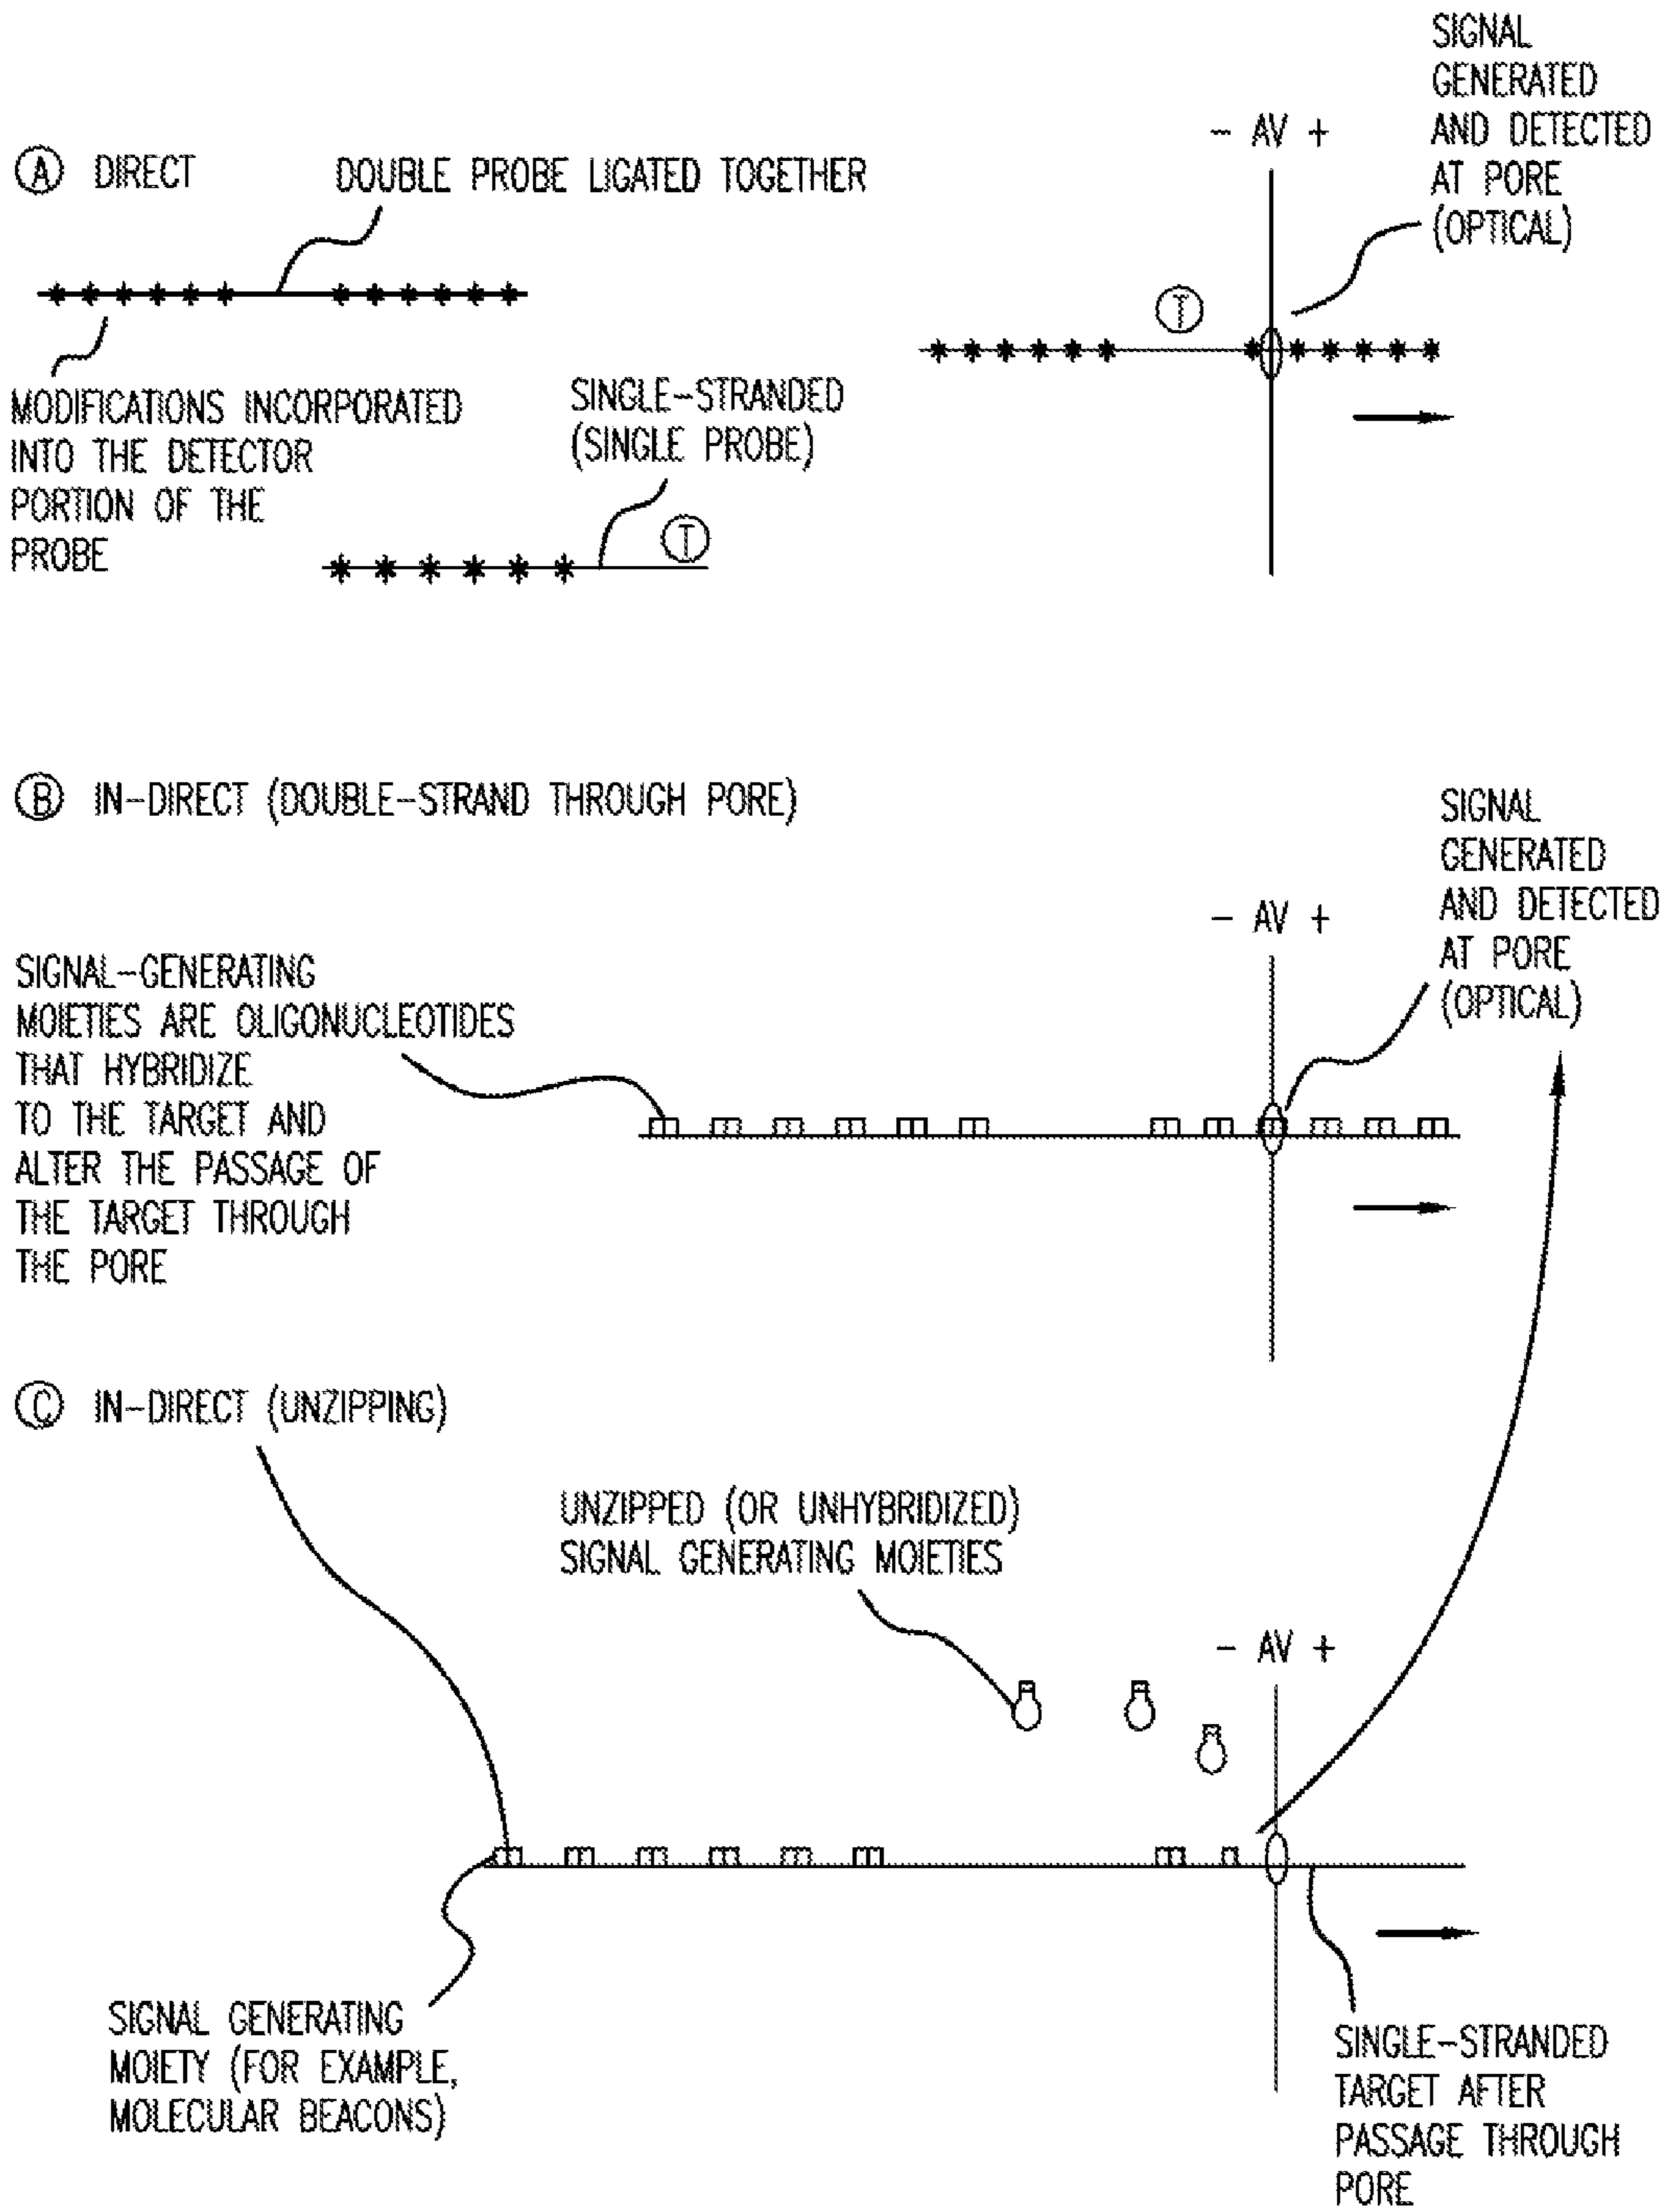 Ⓐ DIRECT
DOUBLE PROBE LIGATED TOGETHER
MODIFICATIONS INCORPORATED
INTO THE DETECTOR
PORTION OF THE
PROBE
SINGLE-STRANDED
(SINGLE PROBE)
Ⓣ
- AV +
Ⓣ
SIGNAL
GENERATED
AND DETECTED
AT PORE
(OPTICAL)
Ⓑ IN-DIRECT (DOUBLE-STRAND THROUGH PORE)
SIGNAL-GENERATING
MOIETIES ARE OLIGONUCLEOTIDES
THAT HYBRIDIZE
TO THE TARGET AND
ALTER THE PASSAGE OF
THE TARGET THROUGH
THE PORE
- AV +
SIGNAL
GENERATED
AND DETECTED
AT PORE
(OPTICAL)
Ⓒ IN-DIRECT (UNZIPPING)
UNZIPPED (OR UNHYBRIDIZED)
SIGNAL GENERATING MOIETIES
- AV +
SIGNAL GENERATING
MOIETY (FOR EXAMPLE,
MOLECULAR BEACONS)
SINGLE-STRANDED
TARGET AFTER
PASSAGE THROUGH
PORE